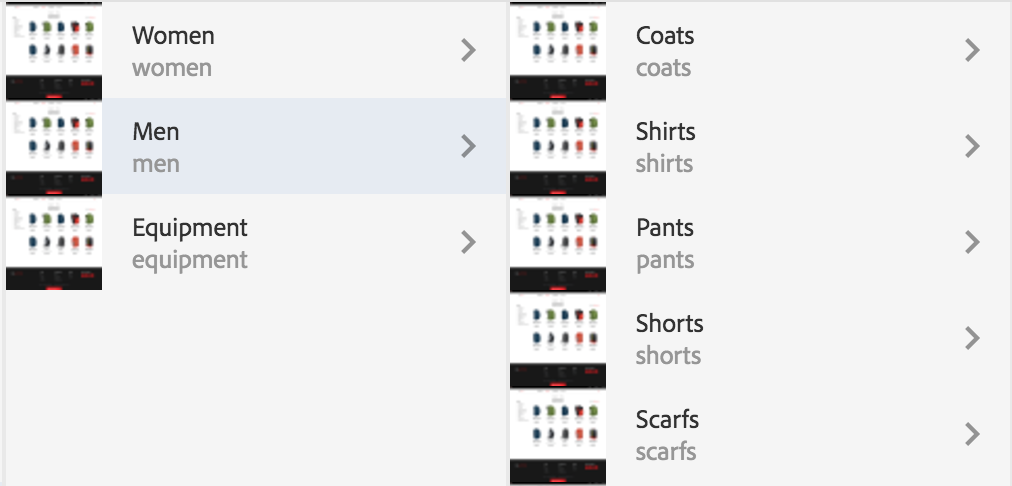 Women
women
Men
men
Equipment
equipment
Coats
coats
Shirts
shirts
Pants
pants
Shorts
shorts
Scarfs
scarfs